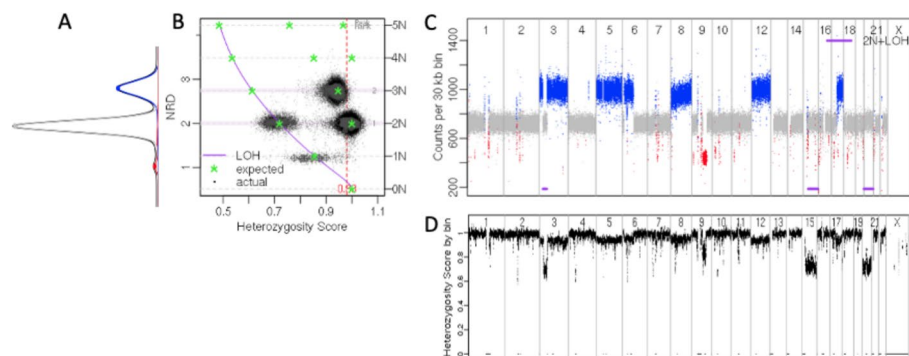 A
B
NRD
3
2
1
5N
4N
3N
2N
1N
0N
LOH
expected
actual
0.5
0.7
0.9
1.1
Heterozygosity Score
C
1 2 3 4 5 6 7 8 9 10 12 14 16 18 21 X
2N+LOH
Counts per 30 kb bin
1400
1000
600
200
D
1 2 3 4 5 6 7 8 9 10 11 12 13 15 17 19 21 X
Heterozygosity Score by bin
0 0.2 0.4 0.6 0.8 1